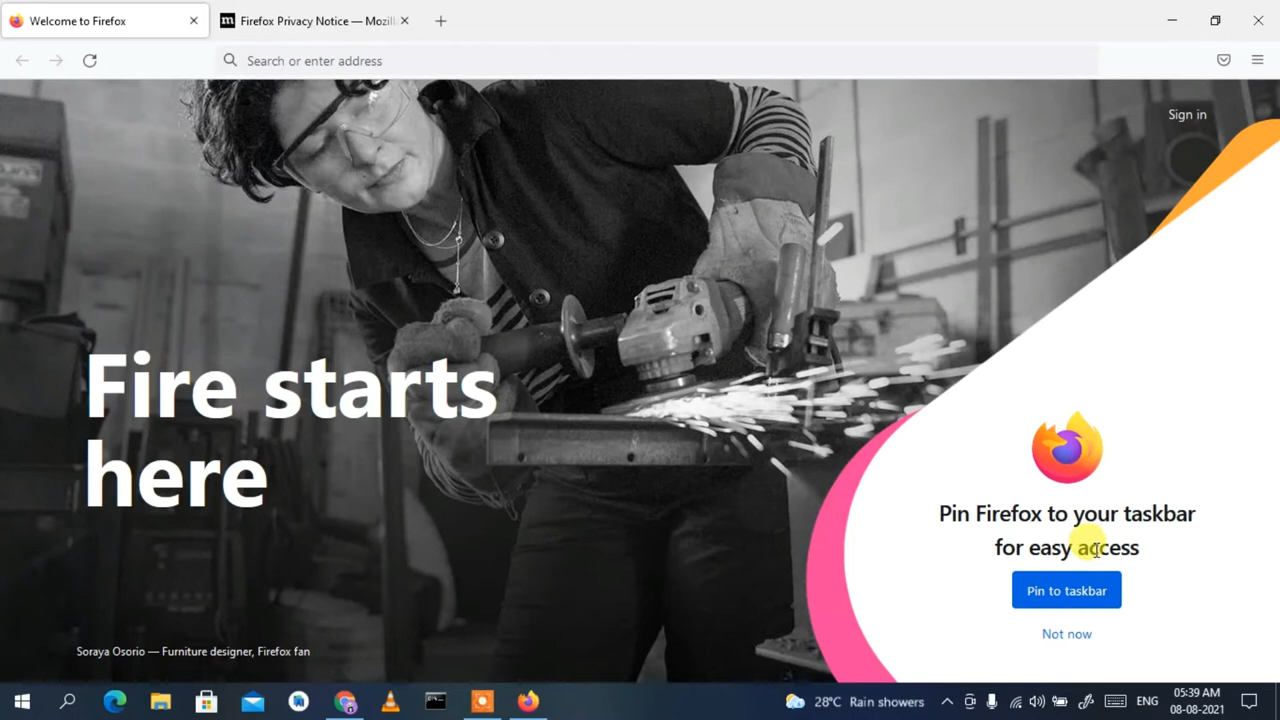 Welcome to Firefox
Firefox Privacy Notice — Mozil
Search or enter address
Sign in
Fire starts
here
Pin Firefox to your taskbar
for easy access
Pin to taskbar
Not now
Soraya Osorio — Furniture designer, Firefox fan
28°C Rain showers
ENG
05:39 AM
08-08-2021